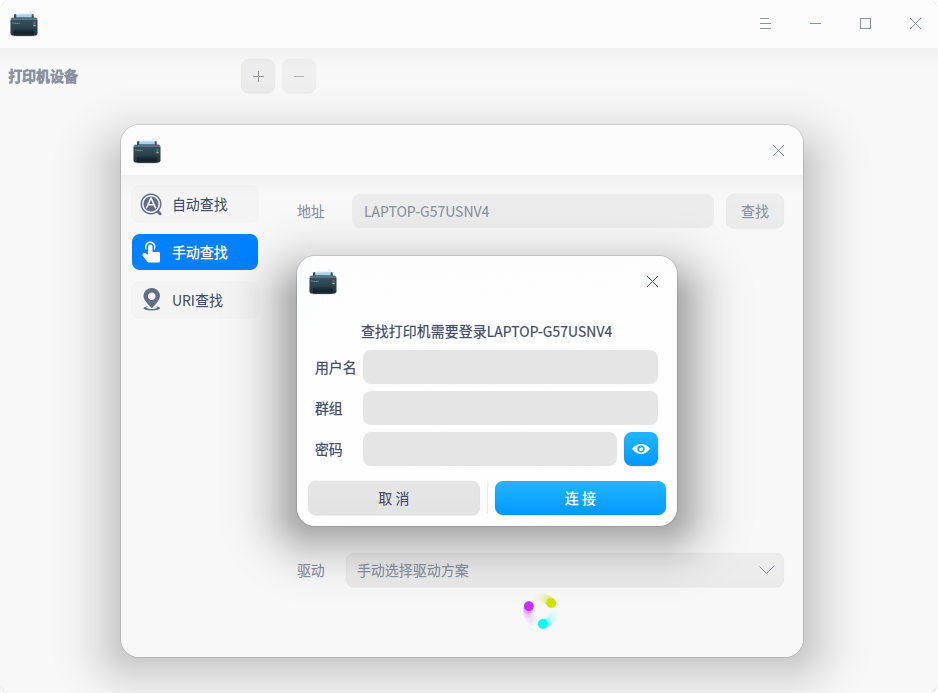 打印机设备
自动查找
地址
LAPTOP-G57USNV4
查找
手动查找
URI查找
查找打印机需要登录LAPTOP-G57USNV4
用户名
群组
密码
取 消
连 接
驱动
手动选择驱动方案